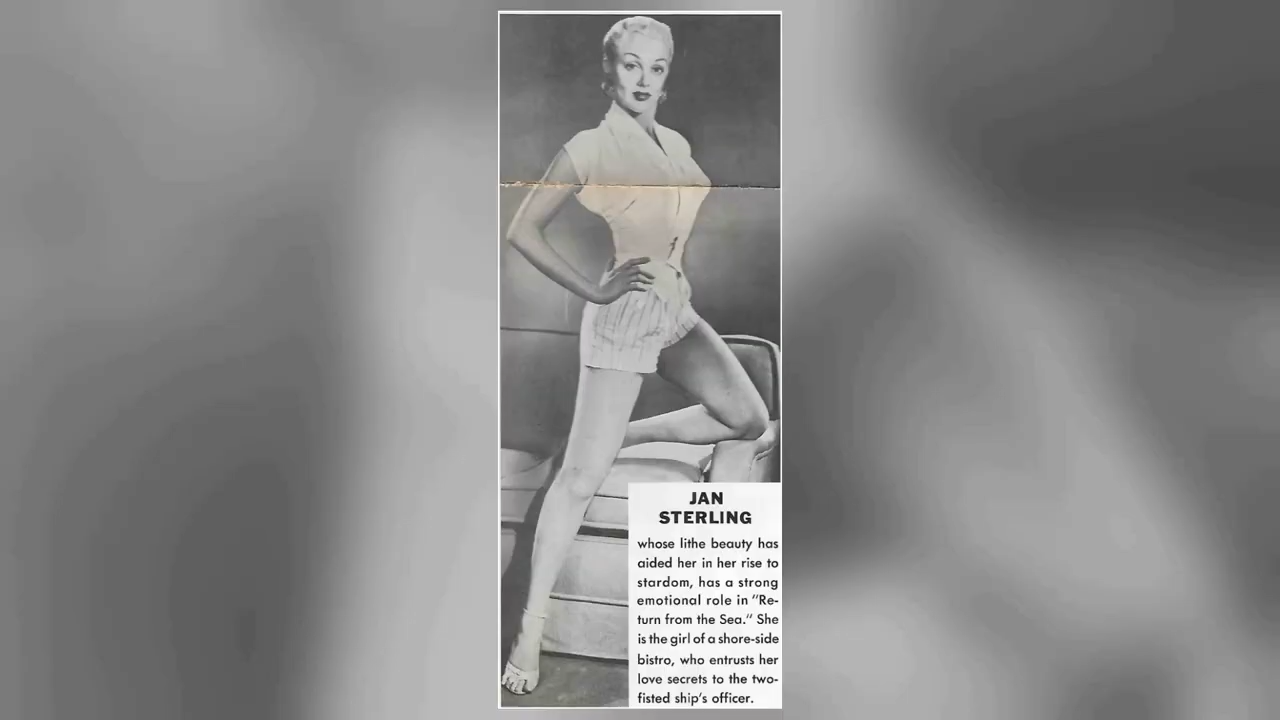 JAN
STERLING
whose lithe beauty has
aided her in her rise to
stardom, has a strong
emotional role in "Re-
turn from the Sea." She
is the girl of a shore-side
bistro, who entrusts her
love secrets to the two-
fisted ship's officer.